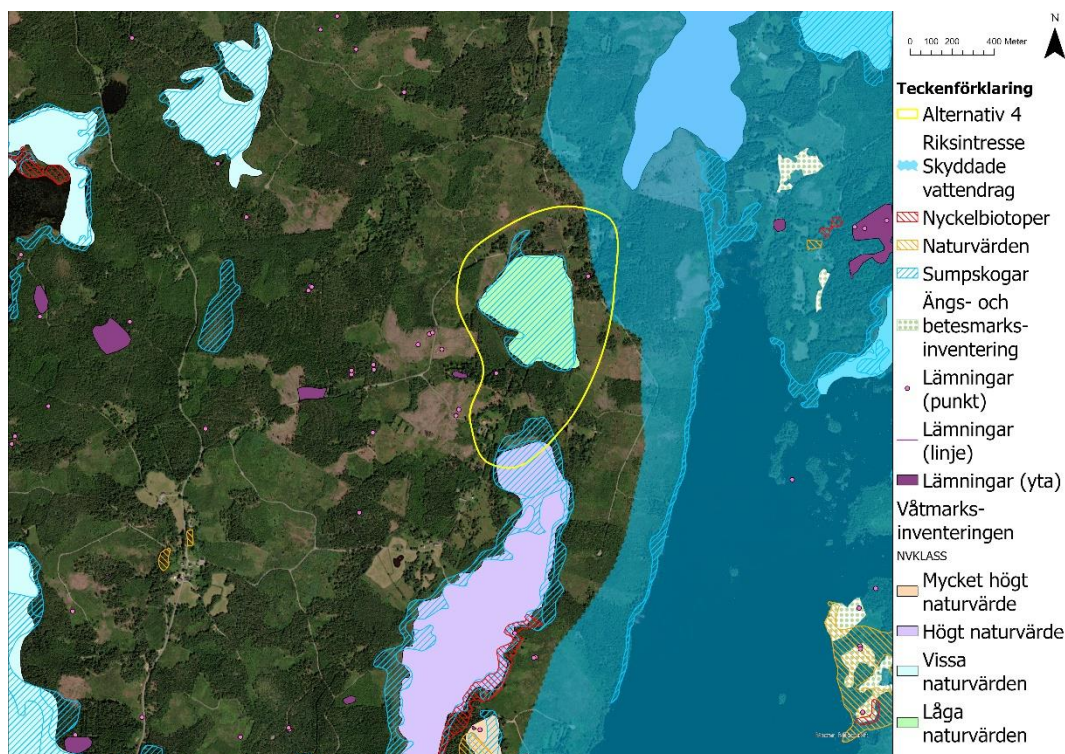 N
0 100 200 400 Meter
Teckenförklaring
Alternativ 4
Riksintresse
Skyddade
vattendrag
Nyckelbiotoper
Naturvärden
Sumpskogar
Ängs- och
betesmarks-
inventering
Lämningar
(punkt)
Lämningar
(linje)
Lämningar (yta)
Våtmarks-
inventeringen
NVKLASS
Mycket högt
naturvärde
Högt naturvärde
Vissa
naturvärden
Låga
naturvärden